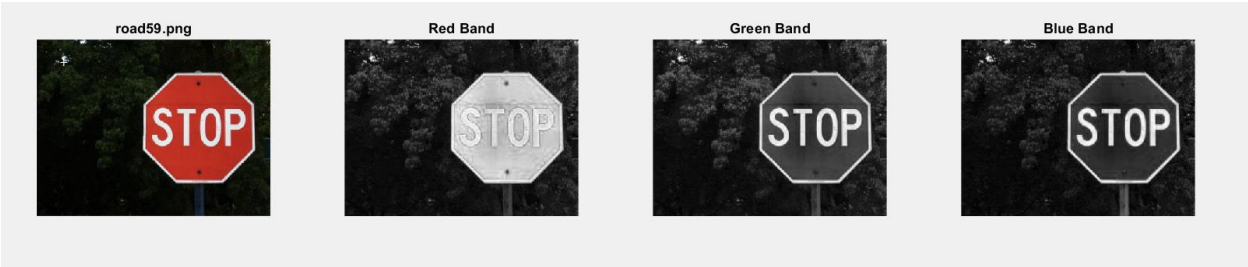 road59.png Red Band Green Band Blue Band
STOP STOP STOP STOP